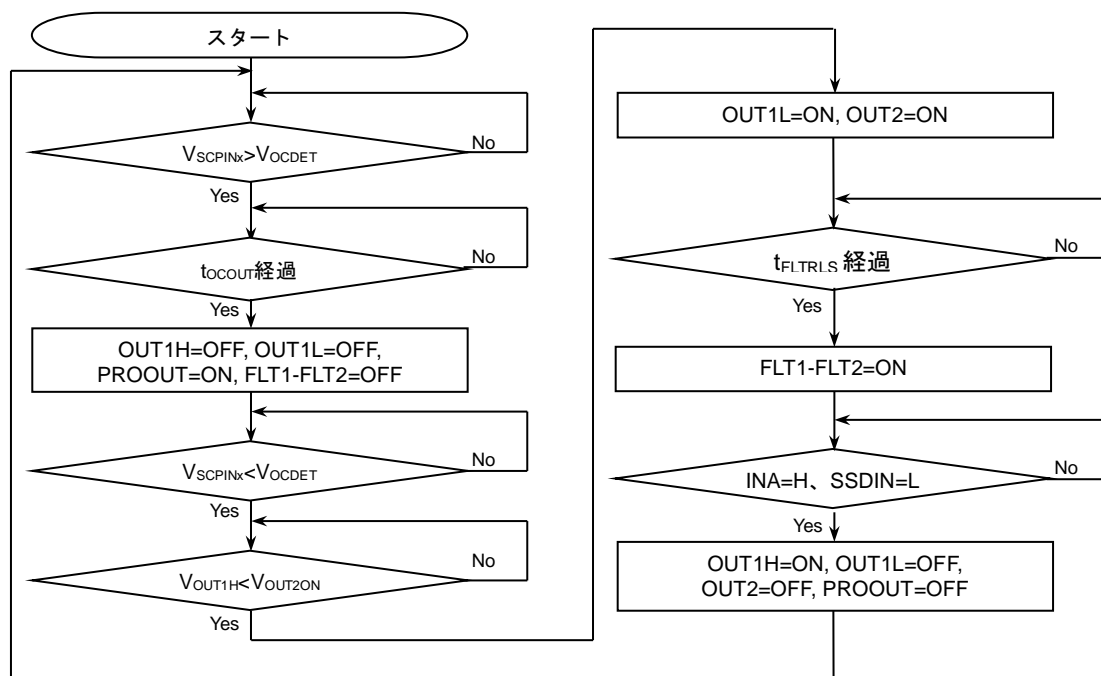 スタート
VSCPINx>VOCDET
No
Yes
tOCOUT経過
No
Yes
OUT1H=OFF, OUT1L=OFF,
PROOUT=ON, FLT1-FLT2=OFF
VSCPINx<VOCDET
No
Yes
VOUT1H<VOUT2ON
No
Yes
OUT1L=ON, OUT2=ON
tFLTRLS 経過
No
Yes
FLT1-FLT2=ON
INA=H、SSDIN=L
No
Yes
OUT1H=ON, OUT1L=OFF,
OUT2=OFF, PROOUT=OFF